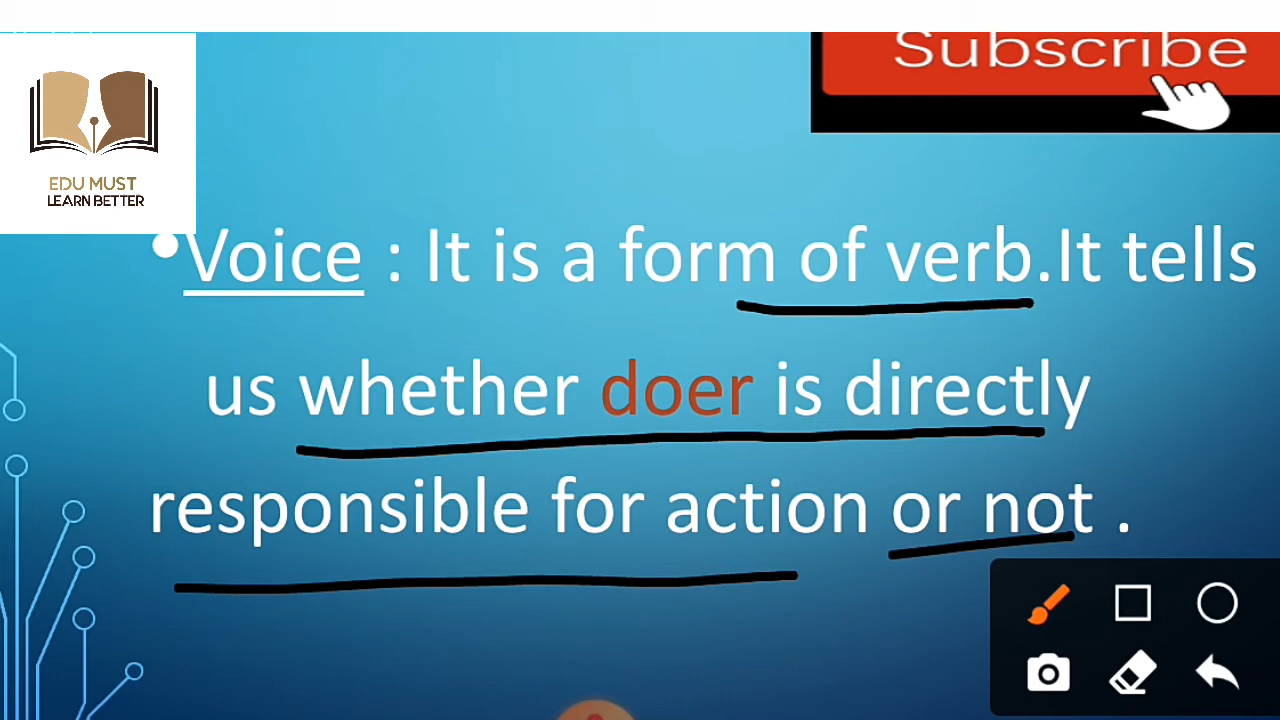 Subscribe
EDU MUST
LEARN BETTER
•Voice : It is a form of verb.It tells
us whether doer is directly
responsible for action or not .